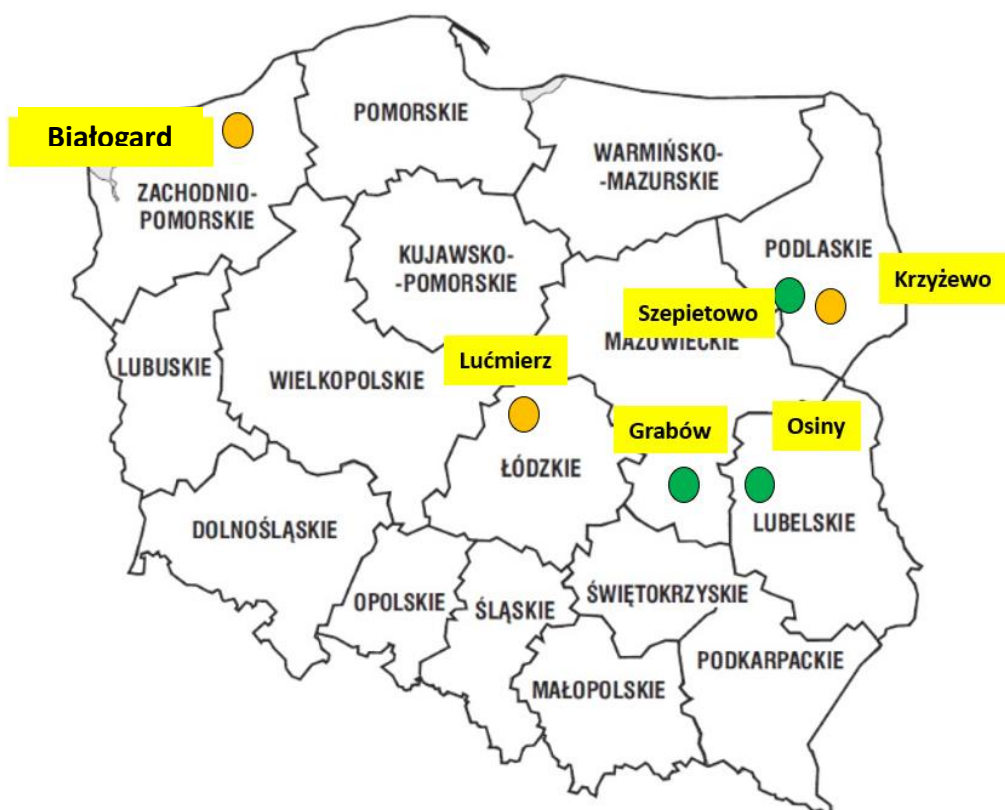 POMORSKIE
Białogard
WARMIŃSKO-
-MAZURSKIE
ZACHODNIO-
POMORSKIE
KUJAWSKO-
-POMORSKIE
PODLASKIE
Krzyżewo
Szepietowo
MAZOWIECKIE
LUBUSKIE
WIELKOPOLSKIE
Lućmierz
Grabów
Osiny
ŁÓDZKIE
DOLNOŚLĄSKIE
LUBELSKIE
OPOLSKIE
ŚLĄSKIE
ŚWIĘTOKRZYSKIE
PODKARPACKIE
MAŁOPOLSKIE